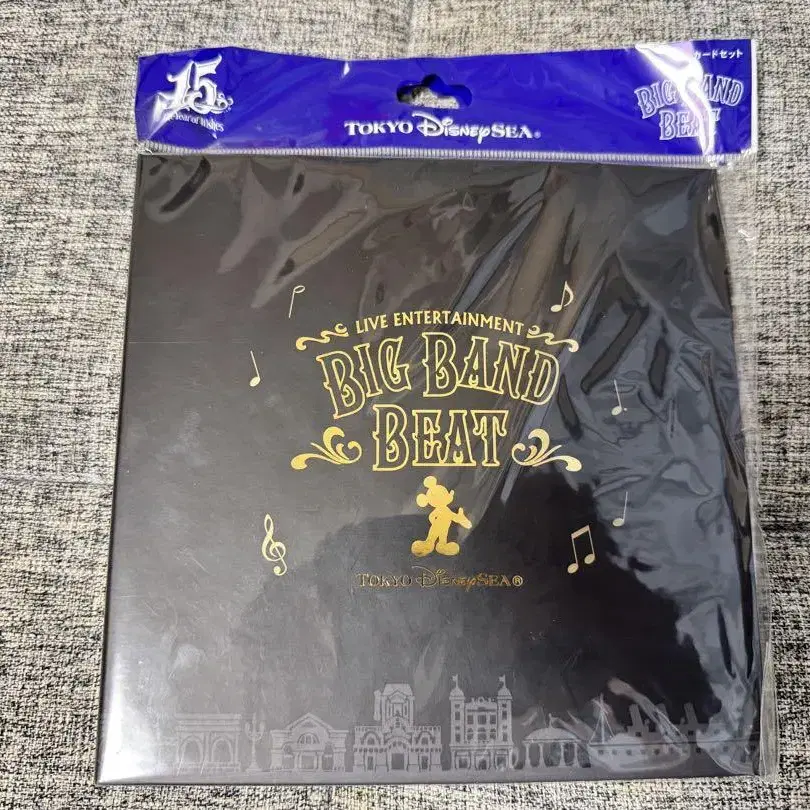 15th
The Year of Wishes
TOKYO DISNEYSEA®
カードセット
BIG BAND
BEAT
LIVE ENTERTAINMENT
BIG BAND
BEAT
TOKYO DISNEYSEA®